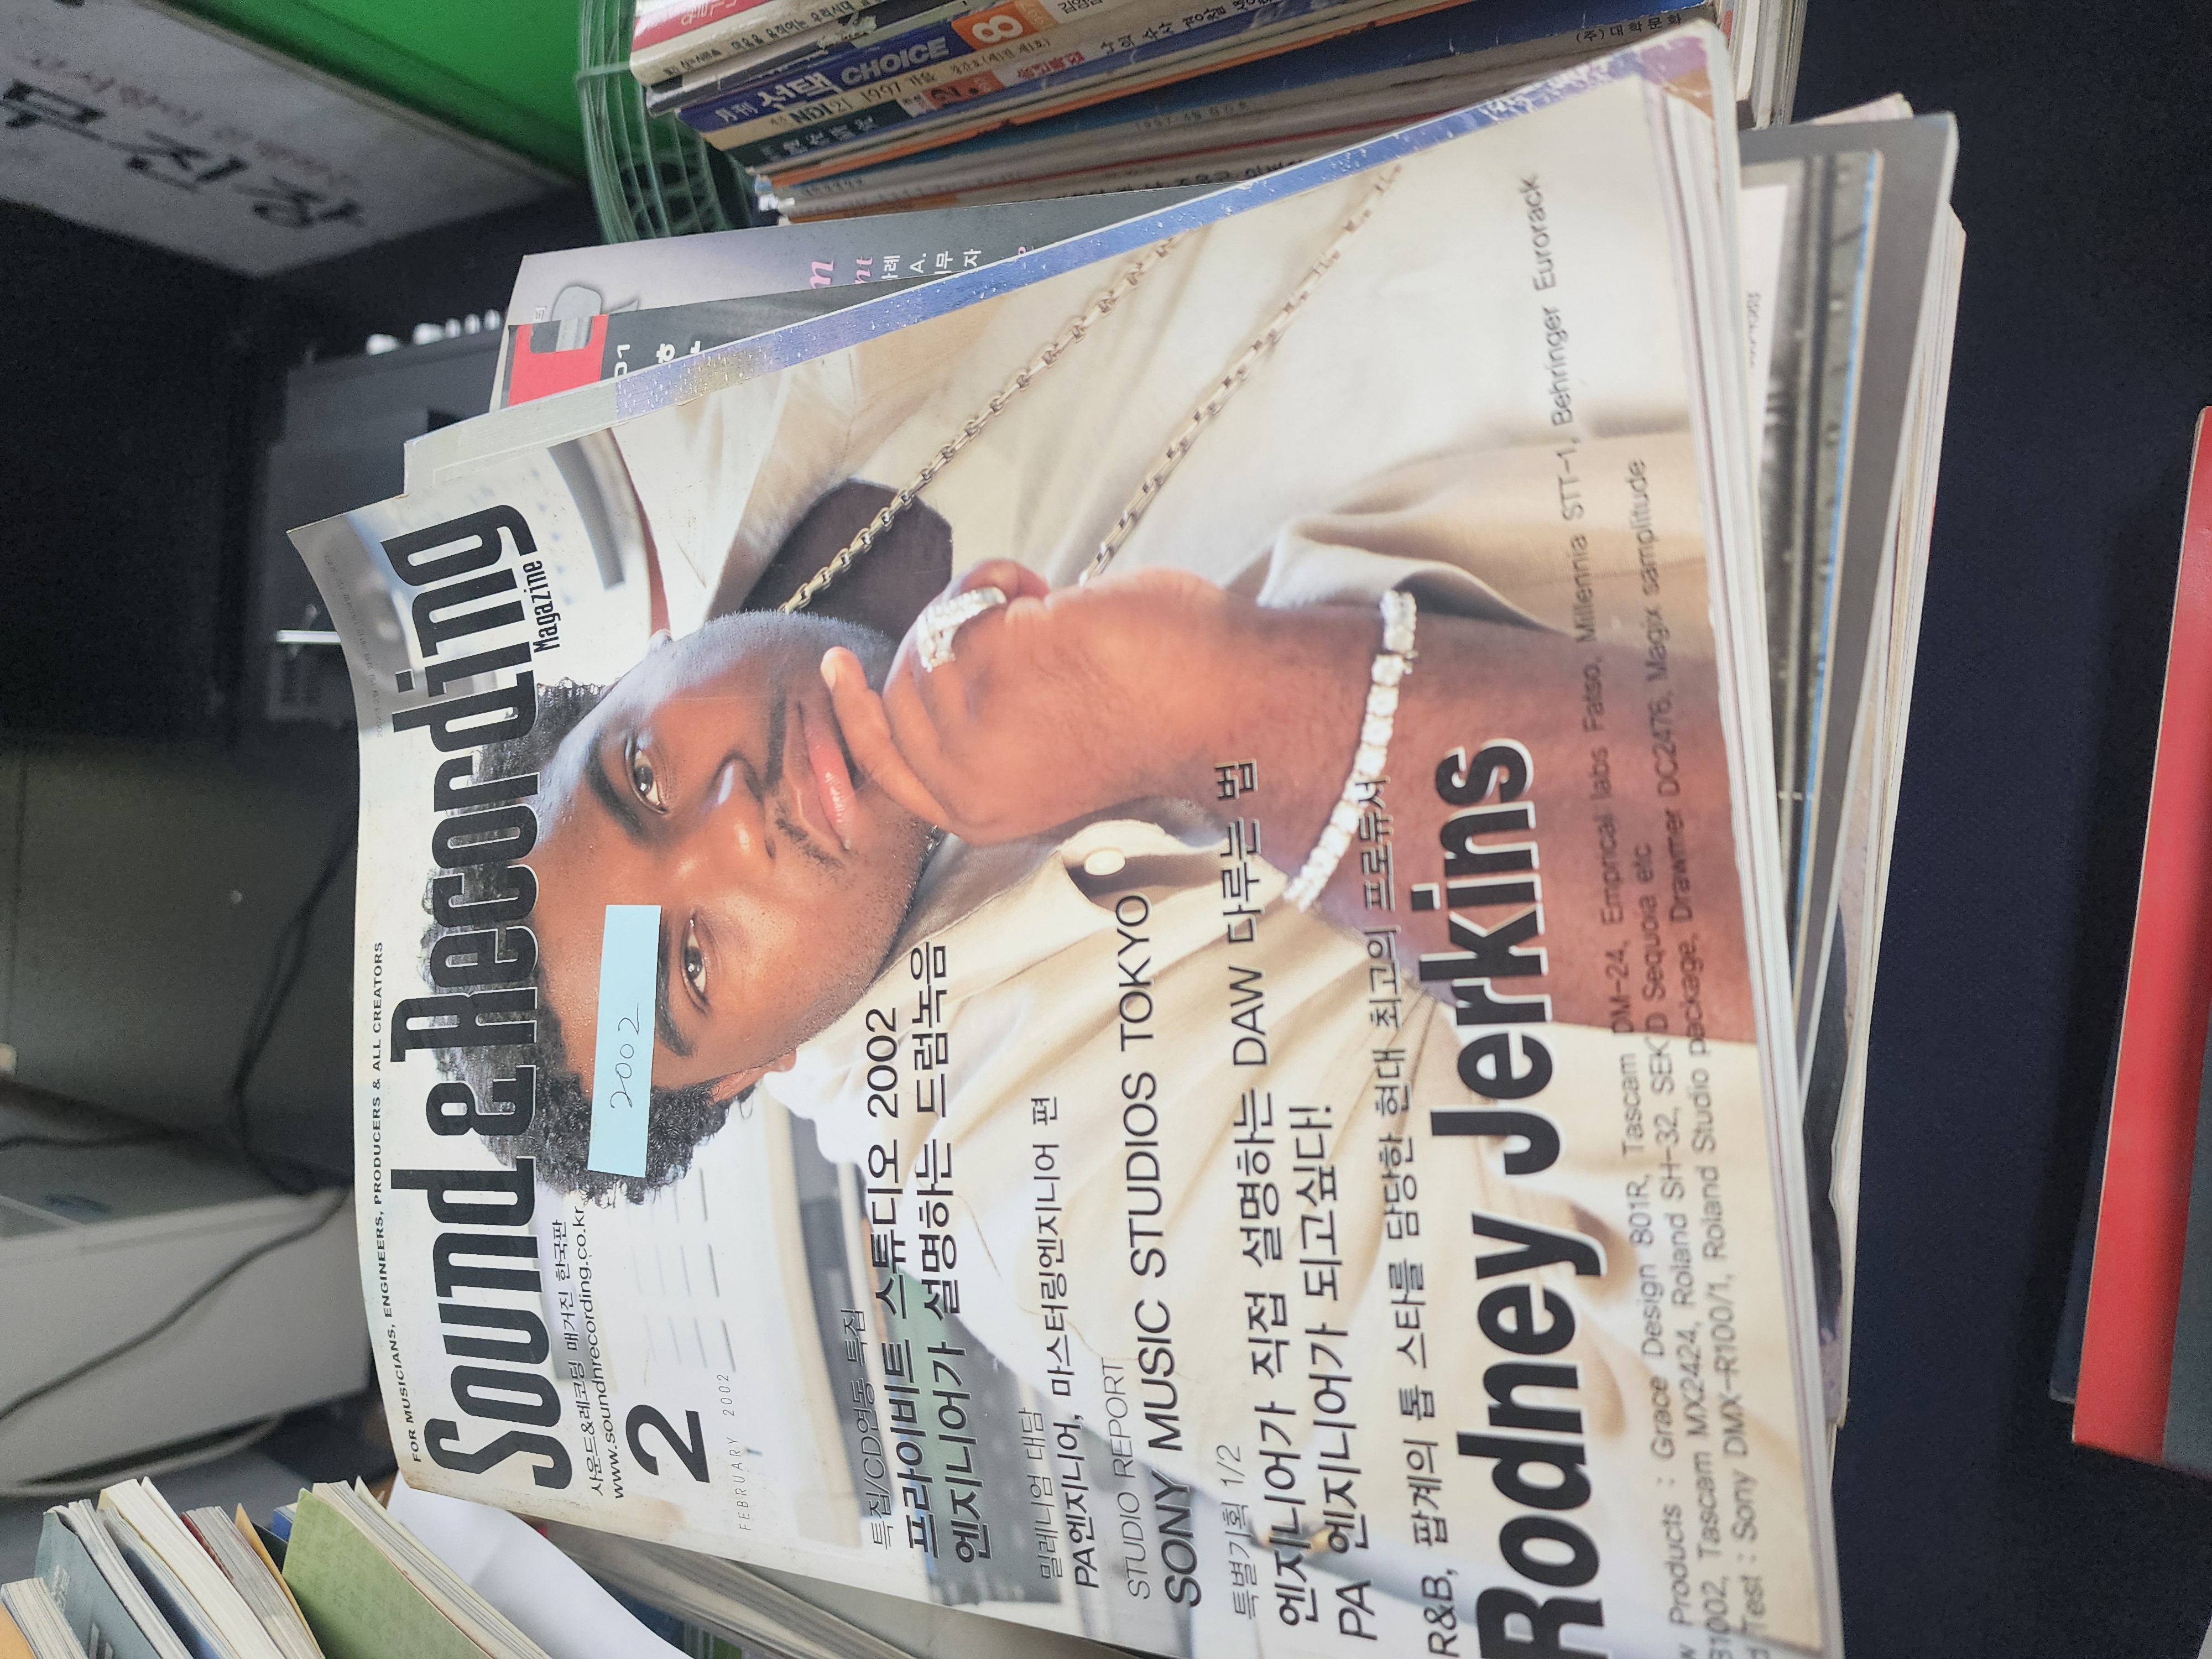 FOR MUSICIANS, ENGINEERS, PRODUCERS & ALL CREATORS
Sound & Recording
Magazine
사운드&레코딩 매거진 한국판
www.soundnrecording.co.kr
2
FEBRUARY 2002
2002
특집/CD연동 특집
프라이비트 스튜디오 2002
엔지니어가 설명하는 드럼녹음
밀레니엄 대담
PA엔지니어, 마스터링엔지니어 편
STUDIO REPORT
SONY MUSIC STUDIOS TOKYO
특별기획 1/2
엔지니어가 직접 설명하는 DAW 다루는 법
PA 엔지니어가 되고싶다!
R&B, 팝계의 톱 스타를 담당한 현대 최고의 프로듀서
Rodney Jerkins
Products : Grace Design 801R, Tascam DM-24, Emprical labs Fatso, Millennia STT-1, Behringer Eurorack
Tascam MX2424, Roland SH-32, SEK'D Sequoia etc
Test : Sony DMX-R100/1, Roland Studio package, Drawmer DC2476, Magix samplitude
무진장
月刊 선택 CHOICE 8
1997 가을